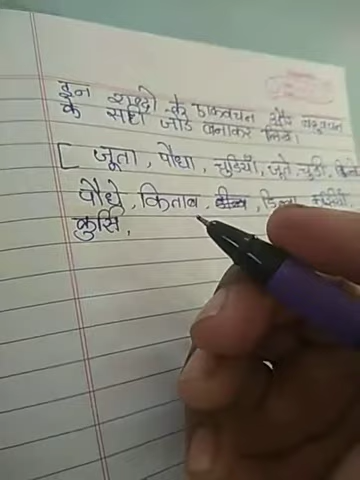 इन शब्दो के एकवचन और बहुवचन
के सही जोडे बनाकर लिखो।
[ जूता, पौधा, चुडियाँ, जूते, चुडी,
पौधे, किताब, डिब्बा,
कुर्सि,